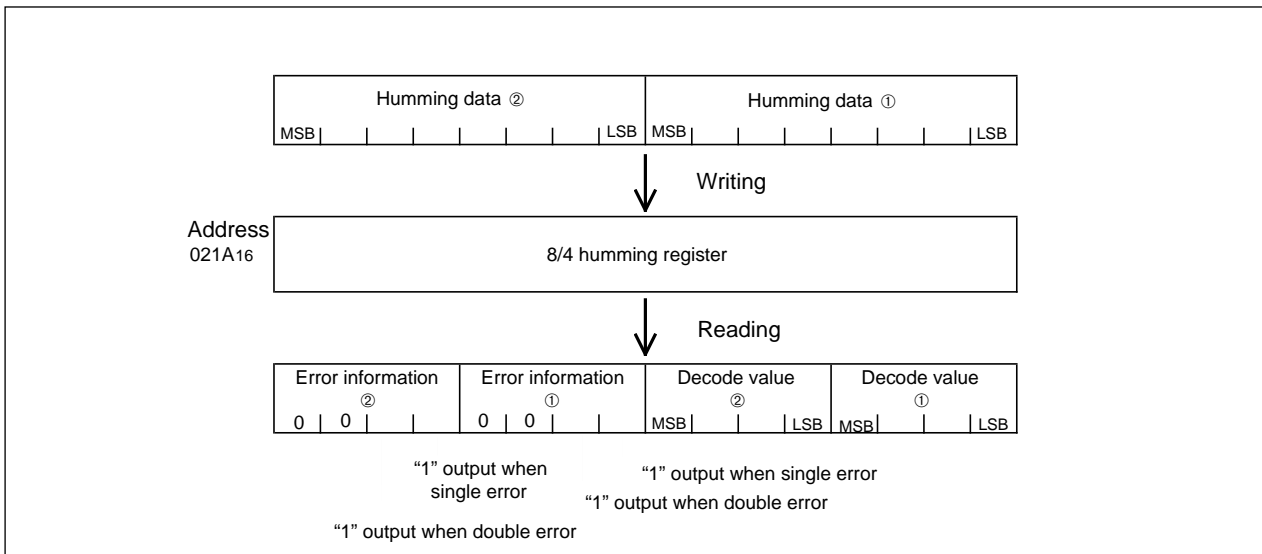 Humming data ②
Humming data ①
MSB LSB MSB LSB
Writing
Address
021A16
8/4 humming register
Reading
Error information
②
Error information
①
Decode value
②
Decode value
①
0 0 0 0 MSB LSB MSB LSB
“1” output when
single error
“1” output when single error
“1” output when double error
“1” output when double error